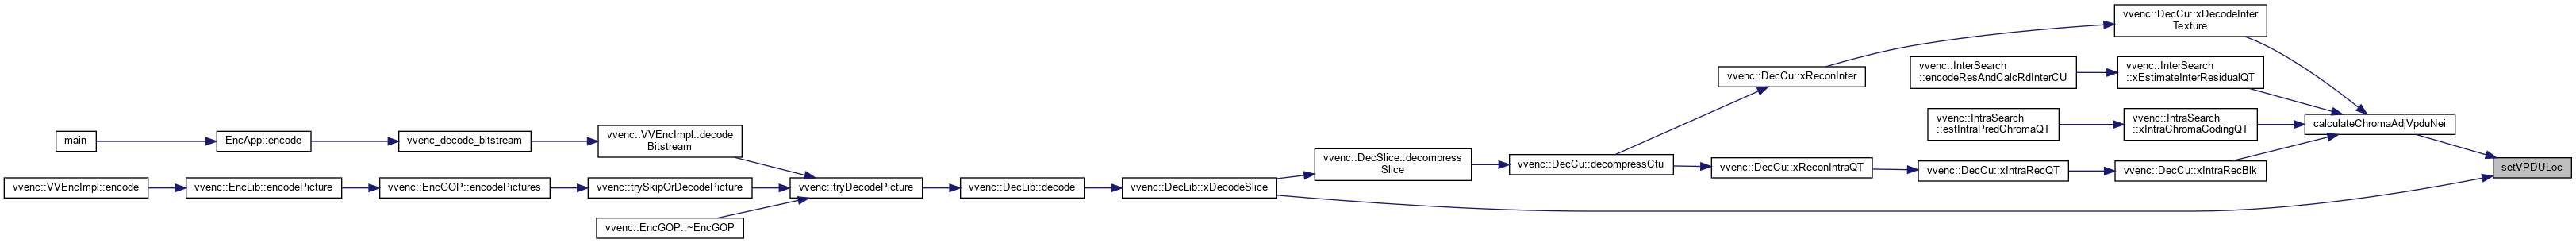 vvenc::DecCu::xDecodeInter
Texture
vvenc::InterSearch
::encodeResAndCalcRdInterCU
vvenc::InterSearch
::xEstimateInterResidualQT
vvenc::DecCu::xReconInter
vvenc::IntraSearch
::estIntraPredChromaQT
vvenc::IntraSearch
::xIntraChromaCodingQT
calculateChromaAdjVpduNei
main
EncApp::encode
vvenc_decode_bitstream
vvenc::VVEncImpl::decode
Bitstream
vvenc::DecSlice::decompress
Slice
vvenc::DecCu::decompressCtu
vvenc::DecCu::xReconIntraQT
vvenc::DecCu::xIntraRecQT
vvenc::DecCu::xIntraRecBlk
setVPDULoc
vvenc::VVEncImpl::encode
vvenc::EncLib::encodePicture
vvenc::EncGOP::encodePictures
vvenc::trySkipOrDecodePicture
vvenc::tryDecodePicture
vvenc::DecLib::decode
vvenc::DecLib::xDecodeSlice
vvenc::EncGOP::~EncGOP